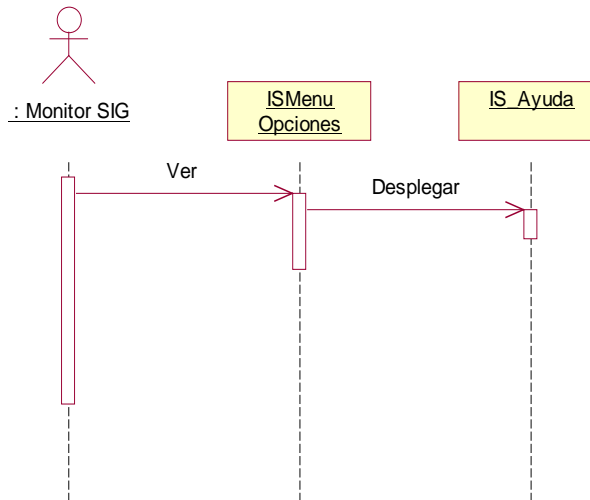 : Monitor SIG
ISMenu
Opciones
IS_Ayuda
Ver
Desplegar